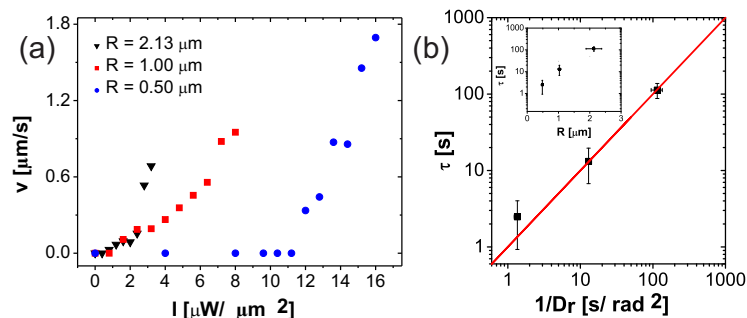 (a)
v [μm/s]
1.8
1.2
0.6
0.0
▼ R = 2.13 μm
■ R = 1.00 μm
● R = 0.50 μm
0 2 4 6 8 10 12 14 16
I [μW/ μm ²]
(b)
τ [s]
1000
100
10
1
τ [s]
1000
100
10
1
0 1 2 3
R [μm]
1 10 100 1000
1/Dr [s/ rad ²]